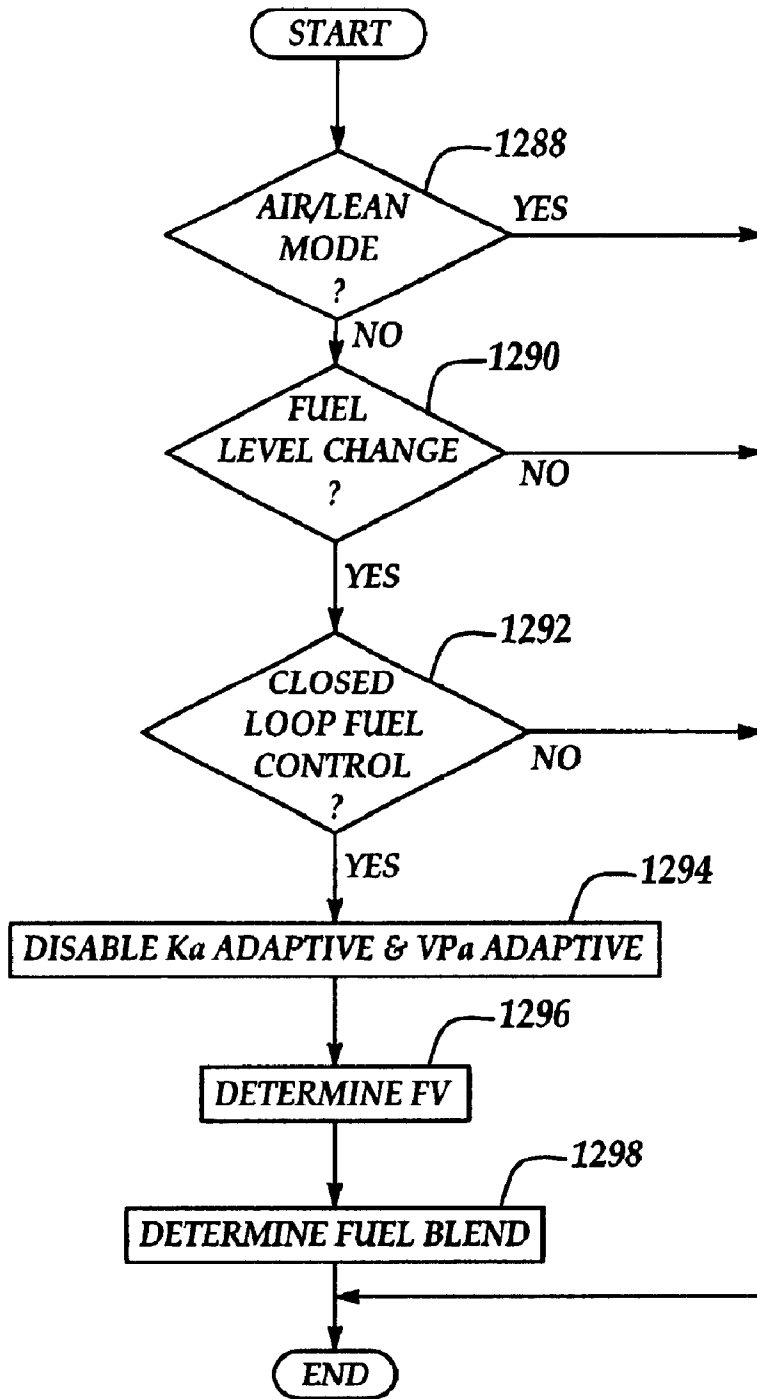 START
1288
AIR/LEAN
MODE
?
YES
NO
1290
FUEL
LEVEL CHANGE
?
NO
YES
1292
CLOSED
LOOP FUEL
CONTROL
?
NO
YES
1294
DISABLE Ka ADAPTIVE & VPa ADAPTIVE
1296
DETERMINE FV
1298
DETERMINE FUEL BLEND
END